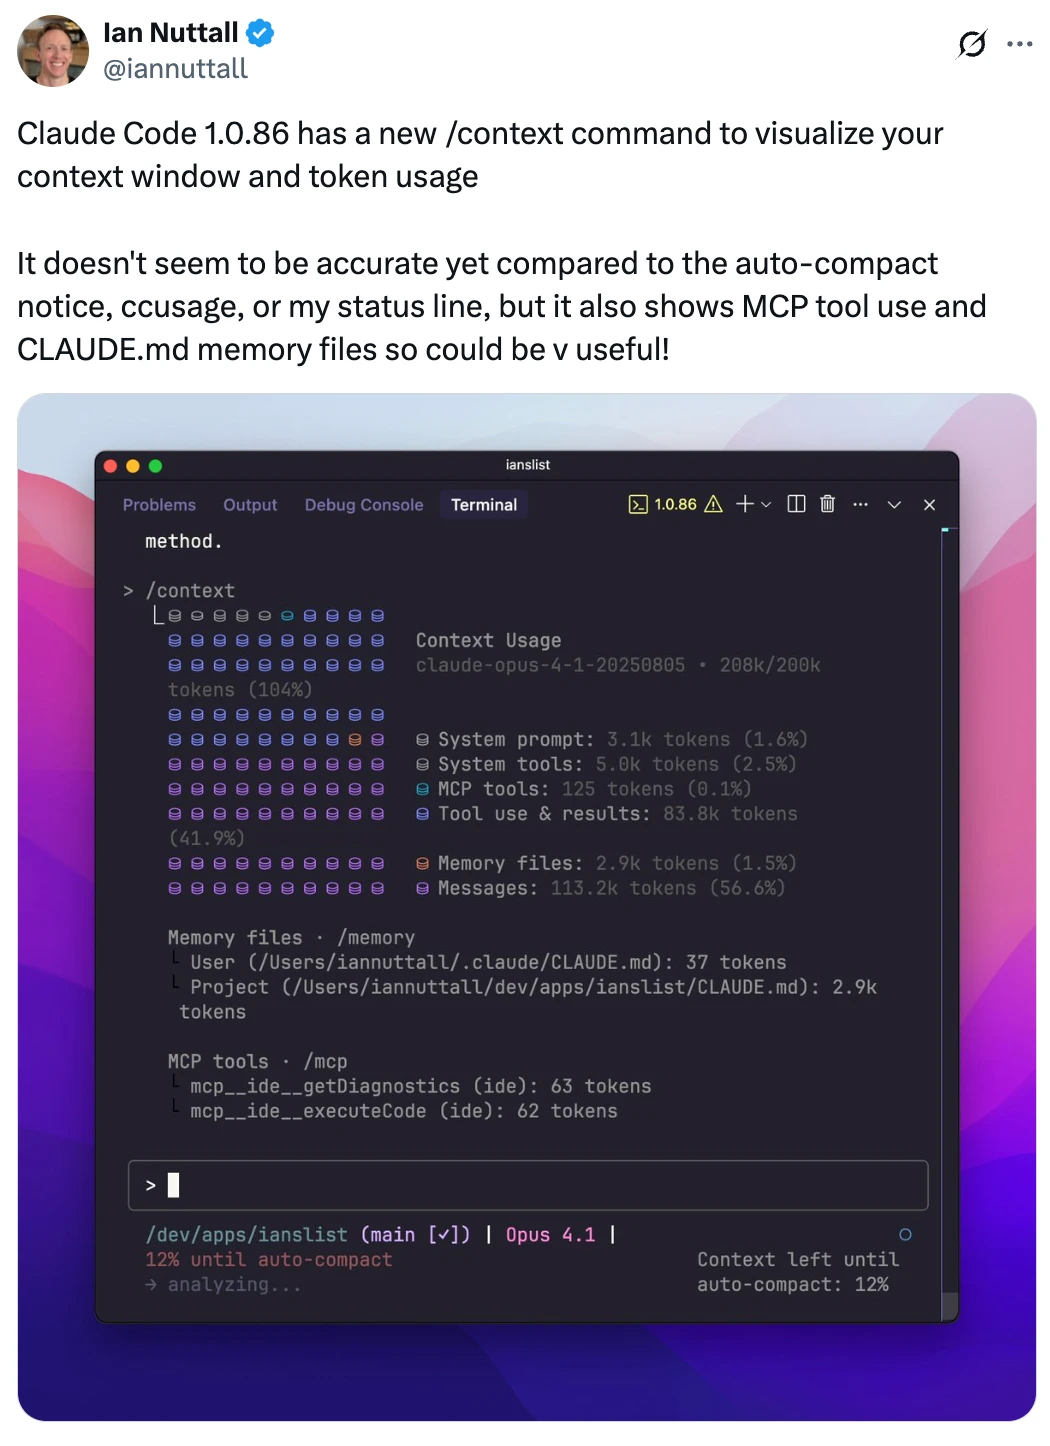 Ian Nuttall
@iannuttall
Claude Code 1.0.86 has a new /context command to visualize your
context window and token usage
It doesn't seem to be accurate yet compared to the auto-compact
notice, ccusage, or my status line, but it also shows MCP tool use and
CLAUDE.md memory files so could be v useful!
ianslist
Problems Output Debug Console Terminal 1.0.86
method.
> /context
Context Usage
claude-opus-4-1-20250805 • 208k/200k
tokens (104%)
System prompt: 3.1k tokens (1.6%)
System tools: 5.0k tokens (2.5%)
MCP tools: 125 tokens (0.1%)
Tool use & results: 83.8k tokens
(41.9%)
Memory files: 2.9k tokens (1.5%)
Messages: 113.2k tokens (56.6%)
Memory files · /memory
└ User (/Users/iannuttall/.claude/CLAUDE.md): 37 tokens
└ Project (/Users/iannuttall/dev/apps/ianslist/CLAUDE.md): 2.9k
tokens
MCP tools · /mcp
└ mcp__ide__getDiagnostics (ide): 63 tokens
└ mcp__ide__executeCode (ide): 62 tokens
>
/dev/apps/ianslist (main [✓]) | Opus 4.1 |
12% until auto-compact
→ analyzing...
Context left until
auto-compact: 12%